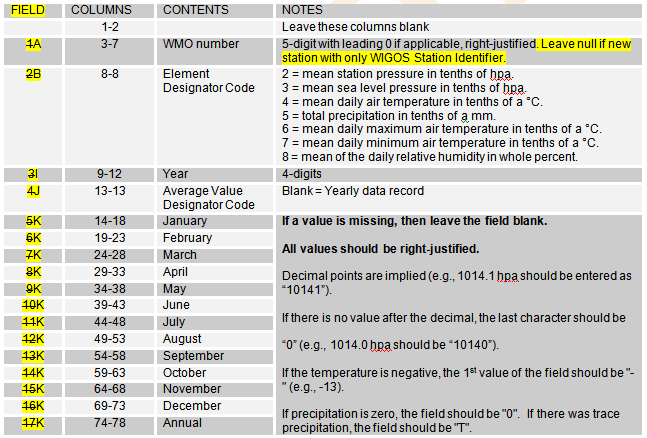 FIELD COLUMNS CONTENTS NOTES
1-2 Leave these columns blank
1A 3-7 WMO number 5-digit with leading 0 if applicable, right-justified. Leave null if new
station with only WIGOS Station Identifier.
2B 8-8 Element
Designator Code
2 = mean station pressure in tenths of hpa.
3 = mean sea level pressure in tenths of hpa.
4 = mean daily air temperature in tenths of a °C.
5 = total precipitation in tenths of a mm.
6 = mean daily maximum air temperature in tenths of a °C.
7 = mean daily minimum air temperature in tenths of a °C.
8 = mean of the daily relative humidity in whole percent.
3I 9-12 Year 4-digits
4J 13-13 Average Value
Designator Code
Blank = Yearly data record
5K 14-18 January
6K 19-23 February
7K 24-28 March
8K 29-33 April
9K 34-38 May
10K 39-43 June
11K 44-48 July
12K 49-53 August
13K 54-58 September
14K 59-63 October
15K 64-68 November
16K 69-73 December
17K 74-78 Annual
If a value is missing, then leave the field blank.
All values should be right-justified.
Decimal points are implied (e.g., 1014.1 hpa should be entered as
“10141”).
If there is no value after the decimal, the last character should be
“0” (e.g., 1014.0 hpa should be “10140”).
If the temperature is negative, the 1st value of the field should be "-
" (e.g., -13).
If precipitation is zero, the field should be "0". If there was trace
precipitation, the field should be "T".